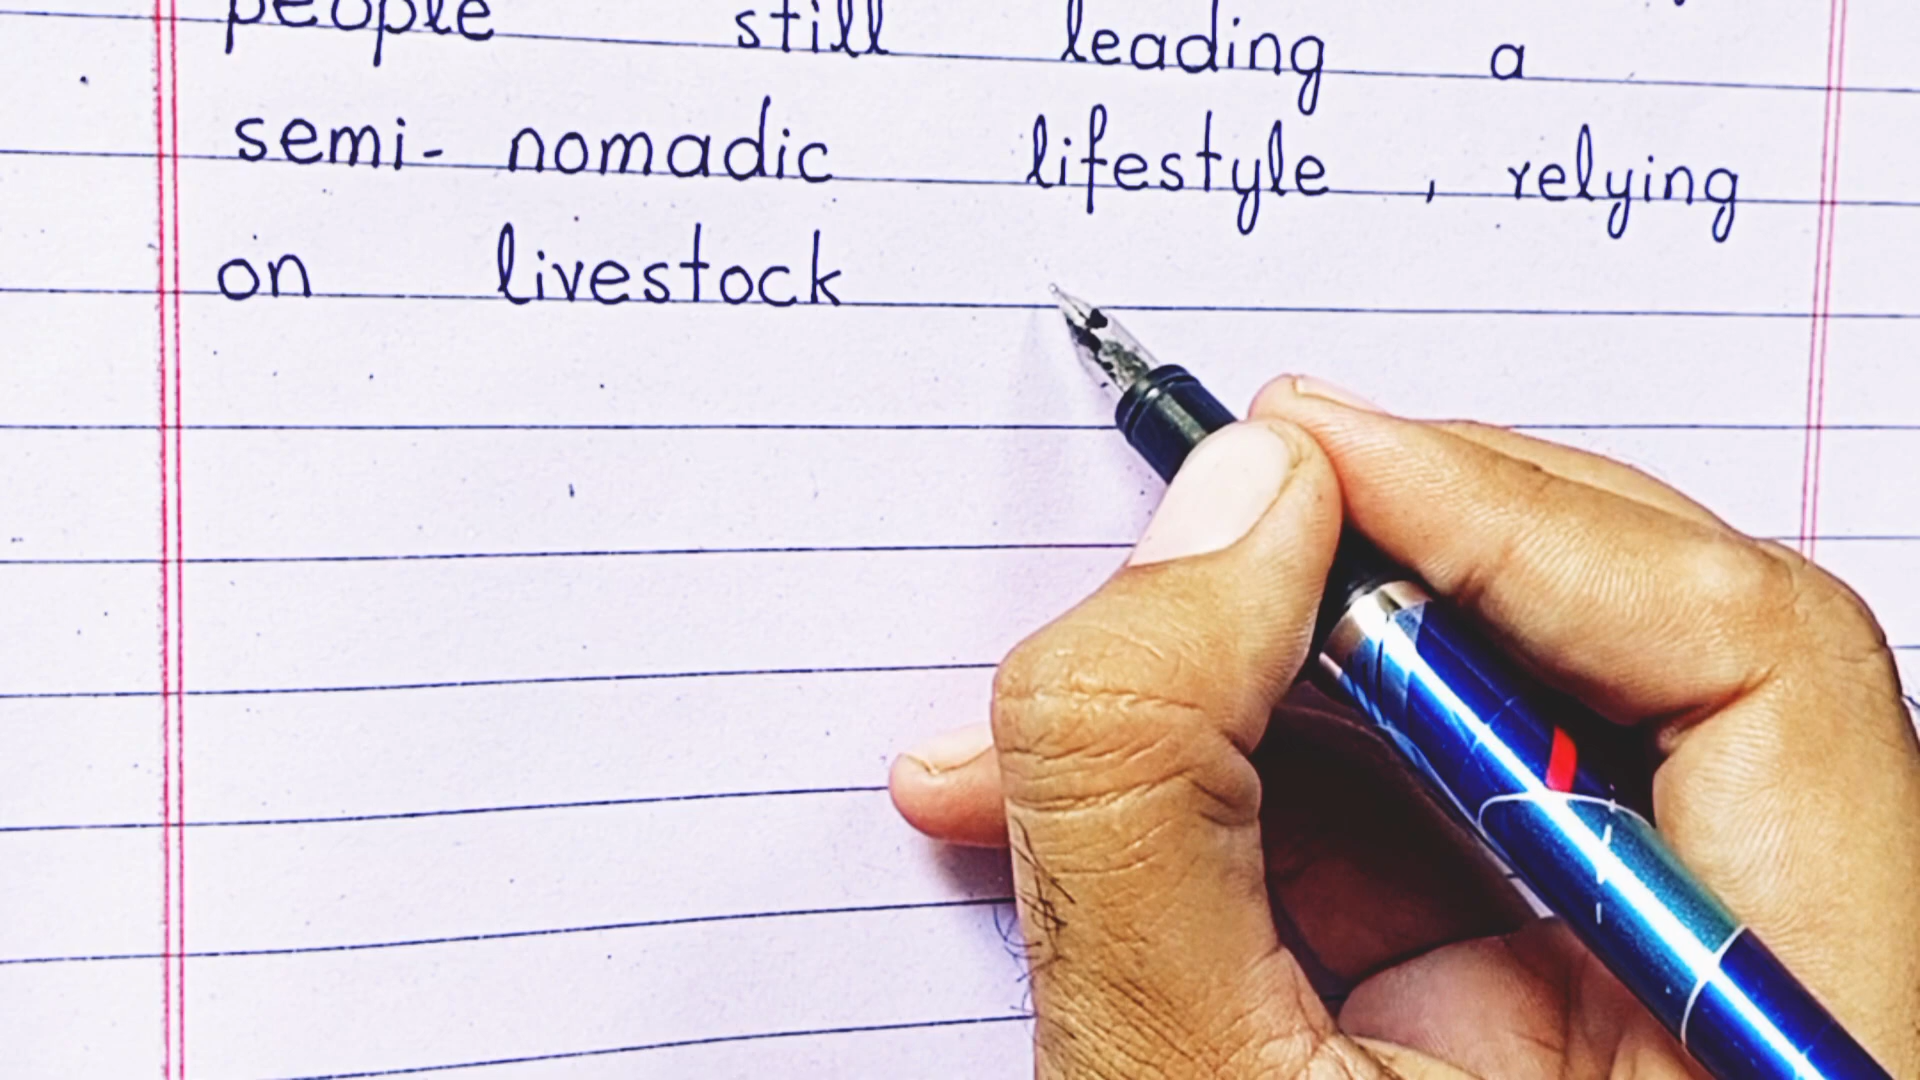 people still leading a
semi- nomadic lifestyle , relying
on livestock